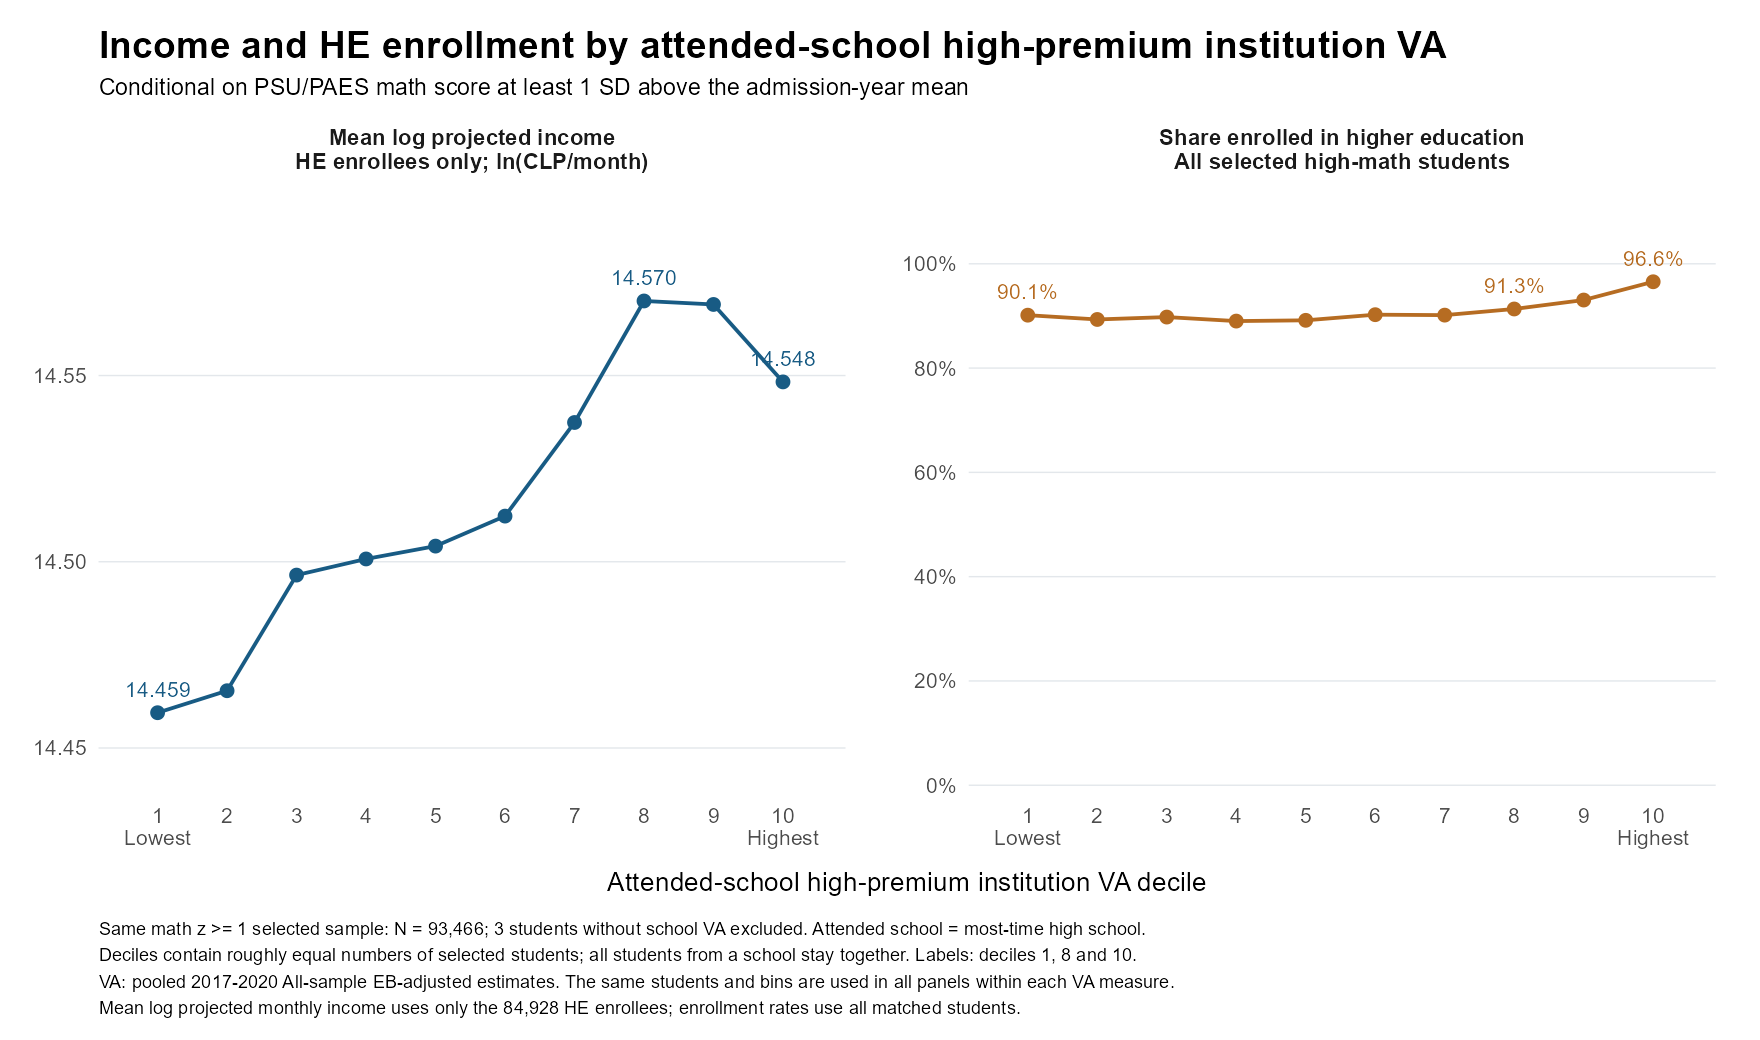 Income and HE enrollment by attended-school high-premium institution VA
Conditional on PSU/PAES math score at least 1 SD above the admission-year mean
Mean log projected income
HE enrollees only; ln(CLP/month)
14.55
14.50
14.45
14.459
14.570
14.548
1 2 3 4 5 6 7 8 9 10
Lowest Highest
Share enrolled in higher education
All selected high-math students
100%
80%
60%
40%
20%
0%
90.1%
91.3%
96.6%
1 2 3 4 5 6 7 8 9 10
Lowest Highest
Attended-school high-premium institution VA decile
Same math z >= 1 selected sample: N = 93,466; 3 students without school VA excluded. Attended school = most-time high school.
Deciles contain roughly equal numbers of selected students; all students from a school stay together. Labels: deciles 1, 8 and 10.
VA: pooled 2017-2020 All-sample EB-adjusted estimates. The same students and bins are used in all panels within each VA measure.
Mean log projected monthly income uses only the 84,928 HE enrollees; enrollment rates use all matched students.